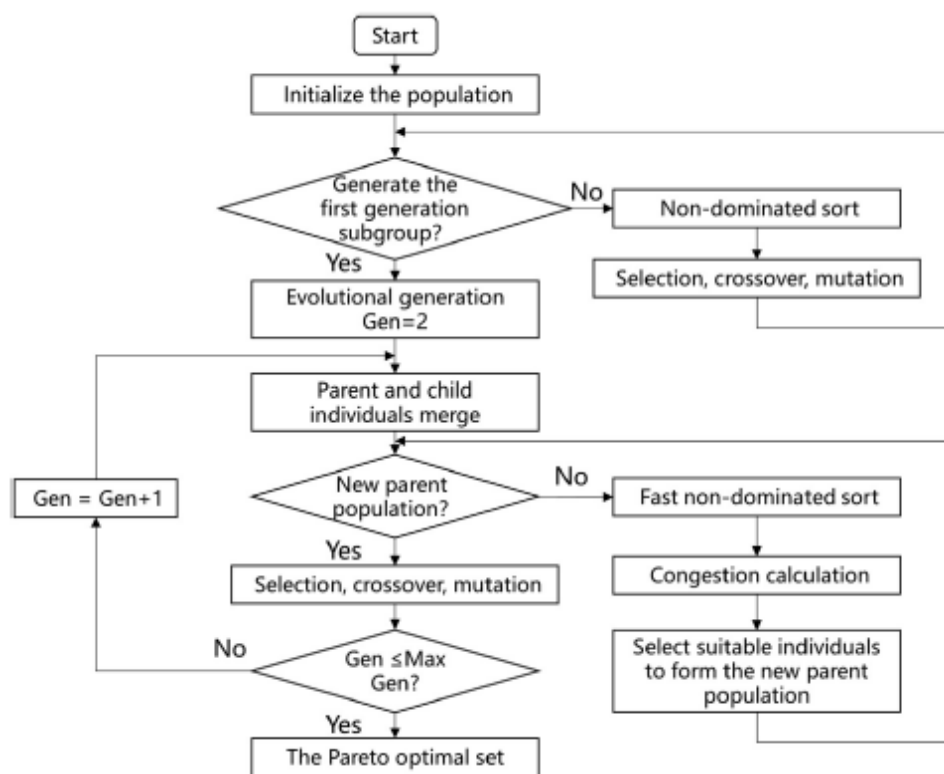 Start
Initialize the population
Generate the
first generation
subgroup?
No
Non-dominated sort
Yes
Selection, crossover, mutation
Evolutional generation
Gen=2
Parent and child
individuals merge
Gen = Gen+1
New parent
population?
No
Fast non-dominated sort
Yes
Congestion calculation
Selection, crossover, mutation
No
Gen ≤Max
Gen?
Select suitable individuals
to form the new parent
population
Yes
The Pareto optimal set